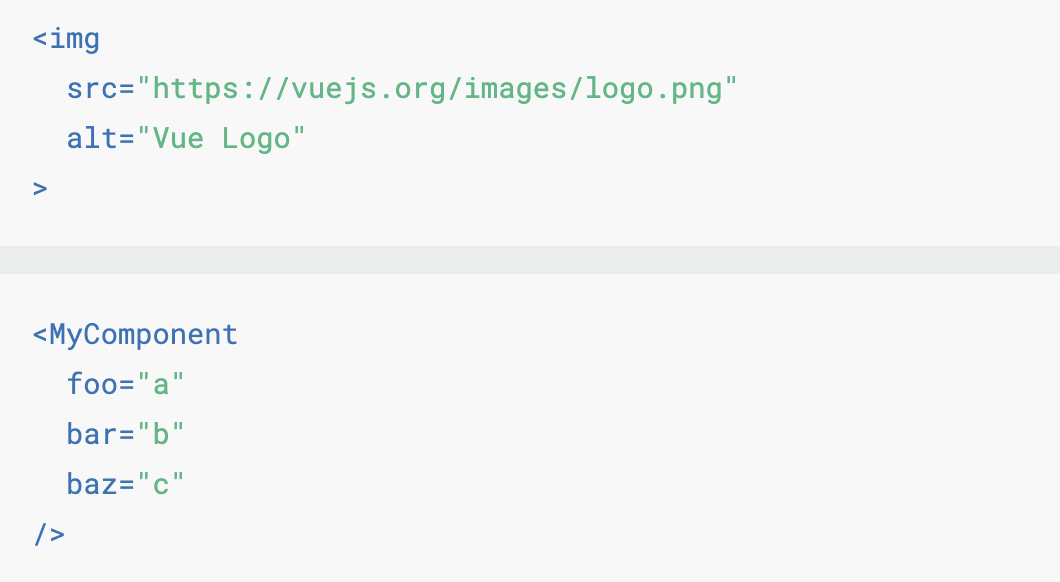 <img
  src="https://vuejs.org/images/logo.png"
  alt="Vue Logo"
>
<MyComponent
  foo="a"
  bar="b"
  baz="c"
/>